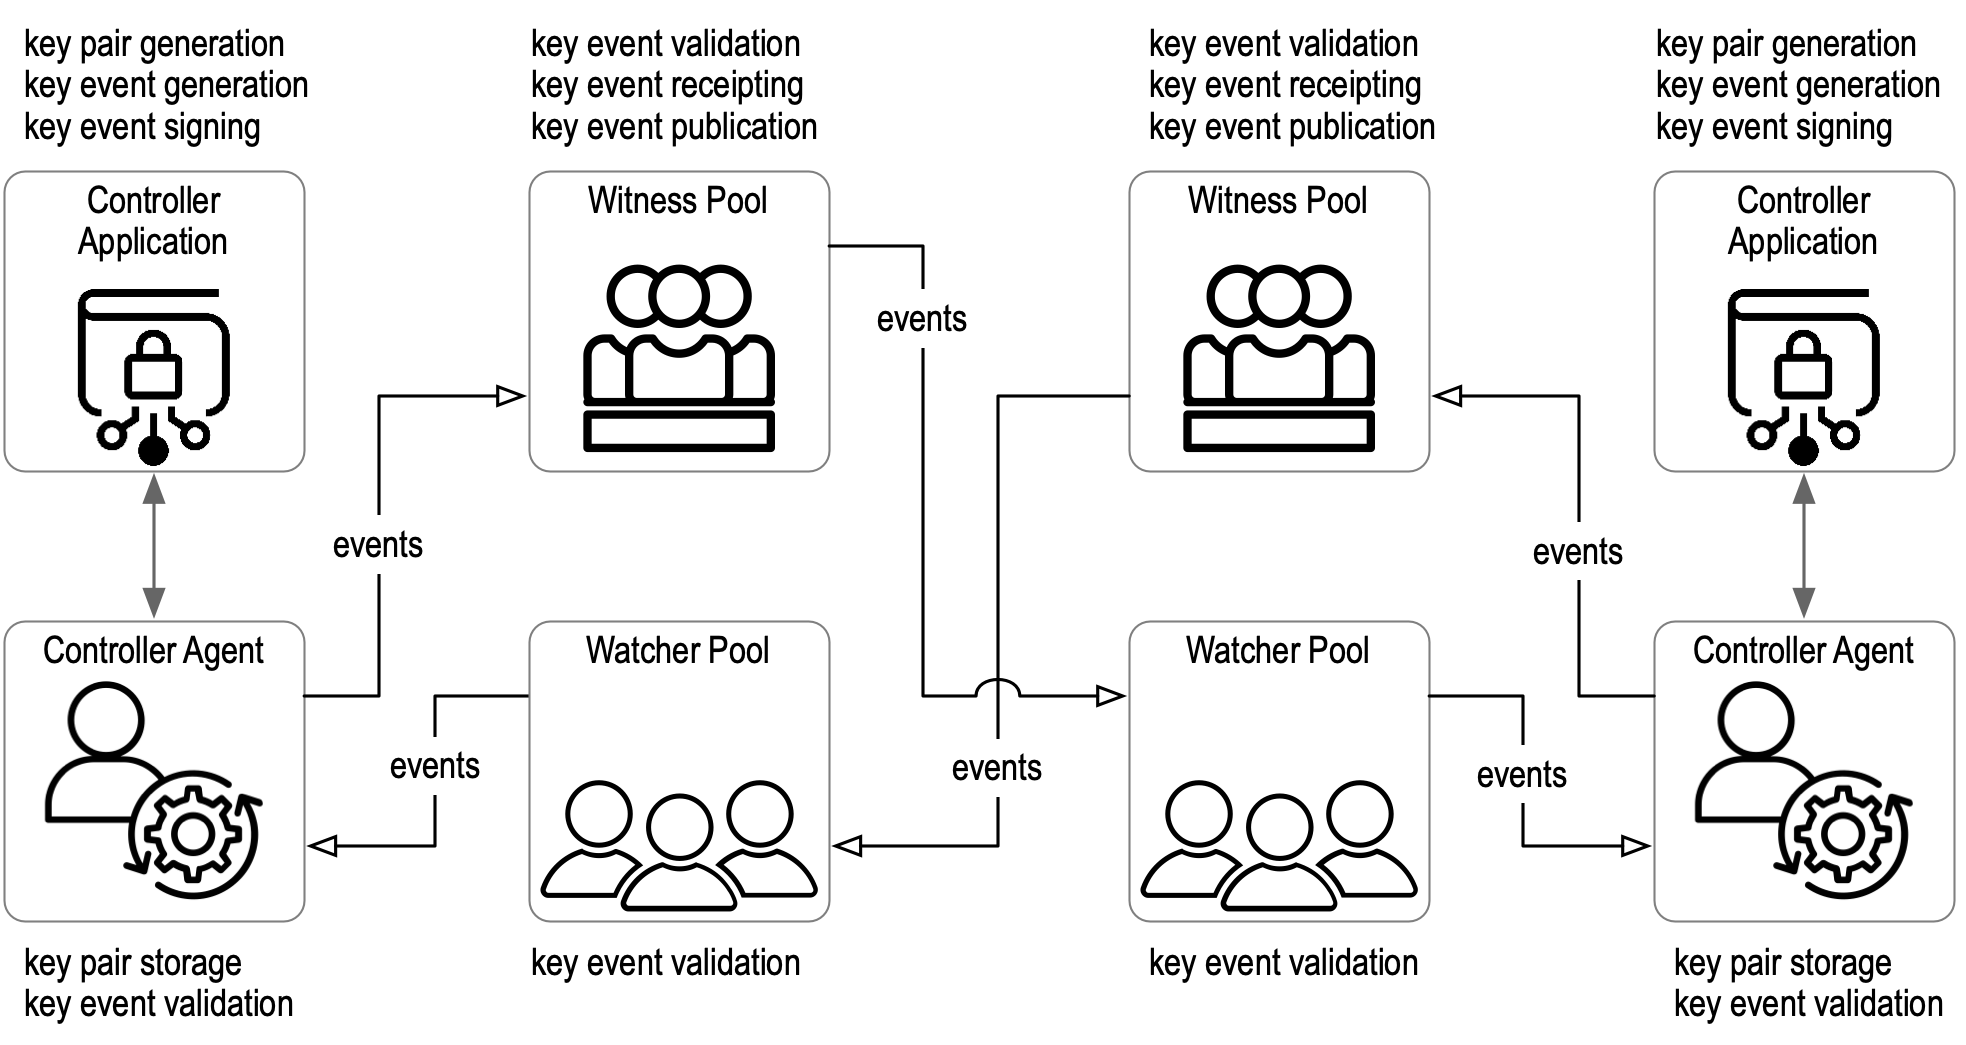 key pair generation
key event generation
key event signing
key event validation
key event receipting
key event publication
key event validation
key event receipting
key event publication
key pair generation
key event generation
key event signing
Controller
Application
Witness Pool
Witness Pool
Controller
Application
events
events
events
Controller Agent
Watcher Pool
Watcher Pool
Controller Agent
events
events
events
key pair storage
key event validation
key event validation
key event validation
key pair storage
key event validation